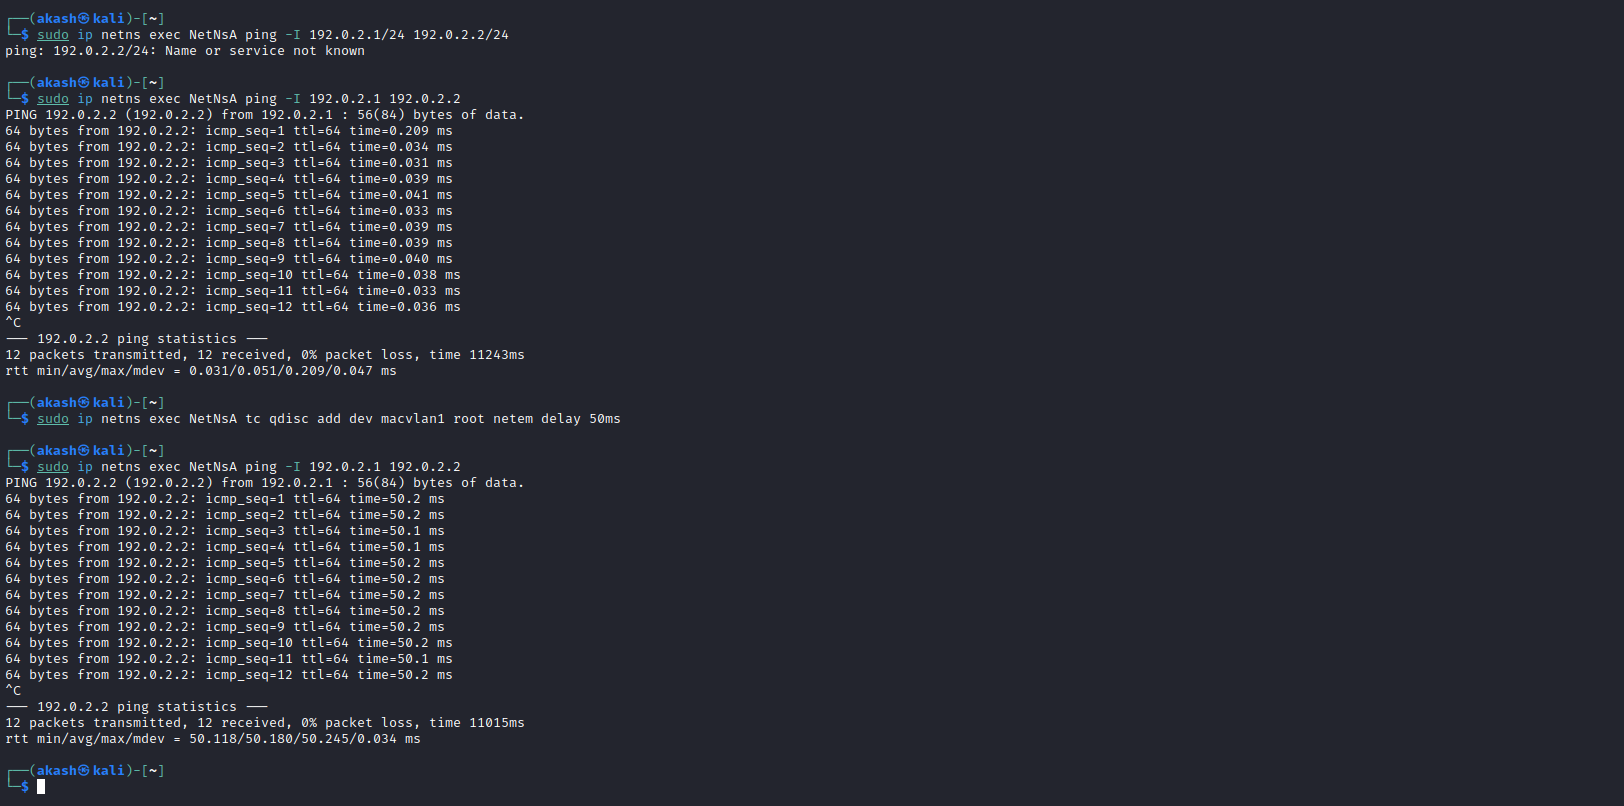 ┌──(akash㉿kali)-[~]
└─$ sudo ip netns exec NetNsA ping -I 192.0.2.1/24 192.0.2.2/24
ping: 192.0.2.2/24: Name or service not known
┌──(akash㉿kali)-[~]
└─$ sudo ip netns exec NetNsA ping -I 192.0.2.1 192.0.2.2
PING 192.0.2.2 (192.0.2.2) from 192.0.2.1 : 56(84) bytes of data.
64 bytes from 192.0.2.2: icmp_seq=1 ttl=64 time=0.209 ms
64 bytes from 192.0.2.2: icmp_seq=2 ttl=64 time=0.034 ms
64 bytes from 192.0.2.2: icmp_seq=3 ttl=64 time=0.031 ms
64 bytes from 192.0.2.2: icmp_seq=4 ttl=64 time=0.039 ms
64 bytes from 192.0.2.2: icmp_seq=5 ttl=64 time=0.041 ms
64 bytes from 192.0.2.2: icmp_seq=6 ttl=64 time=0.033 ms
64 bytes from 192.0.2.2: icmp_seq=7 ttl=64 time=0.039 ms
64 bytes from 192.0.2.2: icmp_seq=8 ttl=64 time=0.039 ms
64 bytes from 192.0.2.2: icmp_seq=9 ttl=64 time=0.040 ms
64 bytes from 192.0.2.2: icmp_seq=10 ttl=64 time=0.038 ms
64 bytes from 192.0.2.2: icmp_seq=11 ttl=64 time=0.033 ms
64 bytes from 192.0.2.2: icmp_seq=12 ttl=64 time=0.036 ms
^C
--- 192.0.2.2 ping statistics ---
12 packets transmitted, 12 received, 0% packet loss, time 11243ms
rtt min/avg/max/mdev = 0.031/0.051/0.209/0.047 ms
┌──(akash㉿kali)-[~]
└─$ sudo ip netns exec NetNsA tc qdisc add dev macvlan1 root netem delay 50ms
┌──(akash㉿kali)-[~]
└─$ sudo ip netns exec NetNsA ping -I 192.0.2.1 192.0.2.2
PING 192.0.2.2 (192.0.2.2) from 192.0.2.1 : 56(84) bytes of data.
64 bytes from 192.0.2.2: icmp_seq=1 ttl=64 time=50.2 ms
64 bytes from 192.0.2.2: icmp_seq=2 ttl=64 time=50.2 ms
64 bytes from 192.0.2.2: icmp_seq=3 ttl=64 time=50.1 ms
64 bytes from 192.0.2.2: icmp_seq=4 ttl=64 time=50.1 ms
64 bytes from 192.0.2.2: icmp_seq=5 ttl=64 time=50.2 ms
64 bytes from 192.0.2.2: icmp_seq=6 ttl=64 time=50.2 ms
64 bytes from 192.0.2.2: icmp_seq=7 ttl=64 time=50.2 ms
64 bytes from 192.0.2.2: icmp_seq=8 ttl=64 time=50.2 ms
64 bytes from 192.0.2.2: icmp_seq=9 ttl=64 time=50.2 ms
64 bytes from 192.0.2.2: icmp_seq=10 ttl=64 time=50.2 ms
64 bytes from 192.0.2.2: icmp_seq=11 ttl=64 time=50.1 ms
64 bytes from 192.0.2.2: icmp_seq=12 ttl=64 time=50.2 ms
^C
--- 192.0.2.2 ping statistics ---
12 packets transmitted, 12 received, 0% packet loss, time 11015ms
rtt min/avg/max/mdev = 50.118/50.180/50.245/0.034 ms
┌──(akash㉿kali)-[~]
└─$